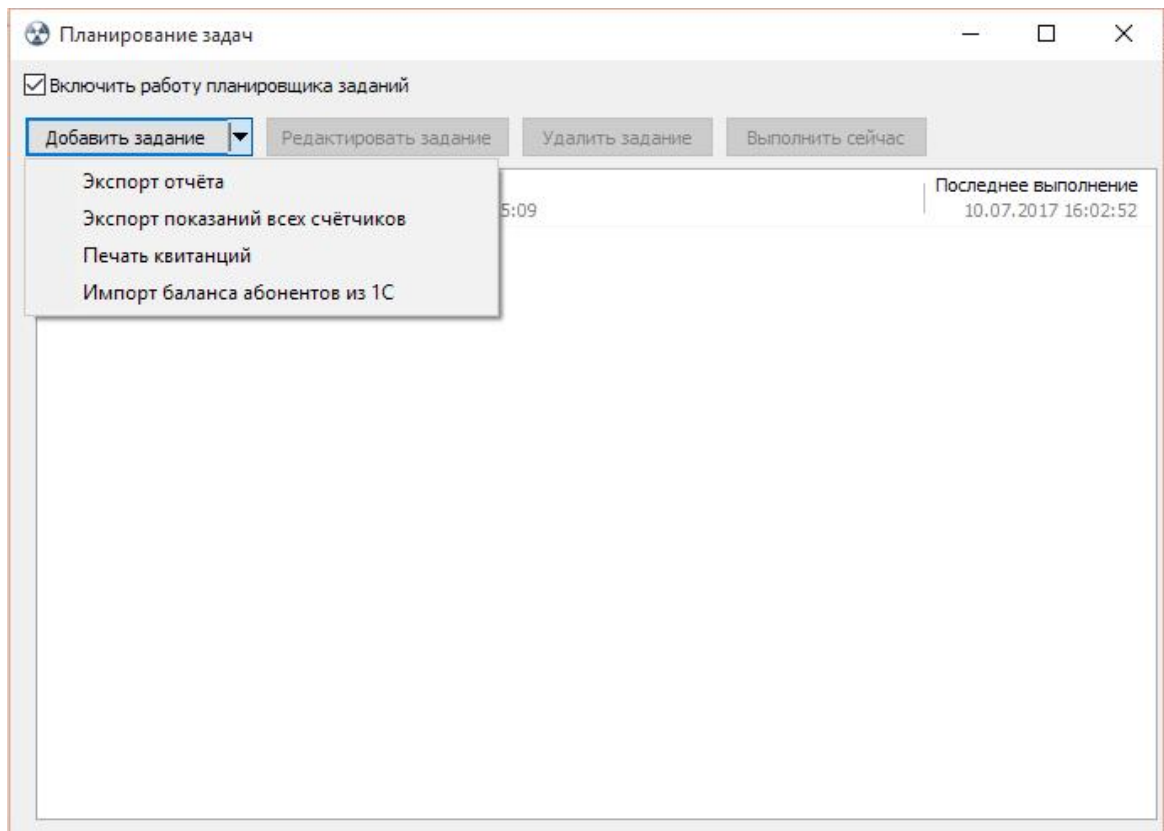 Планирование задач
Включить работу планировщика заданий
Добавить задание Редактировать задание Удалить задание Выполнить сейчас
Экспорт отчёта
Экспорт показаний всех счётчиков
Печать квитанций
Импорт баланса абонентов из 1С
5:09
Последнее выполнение
10.07.2017 16:02:52